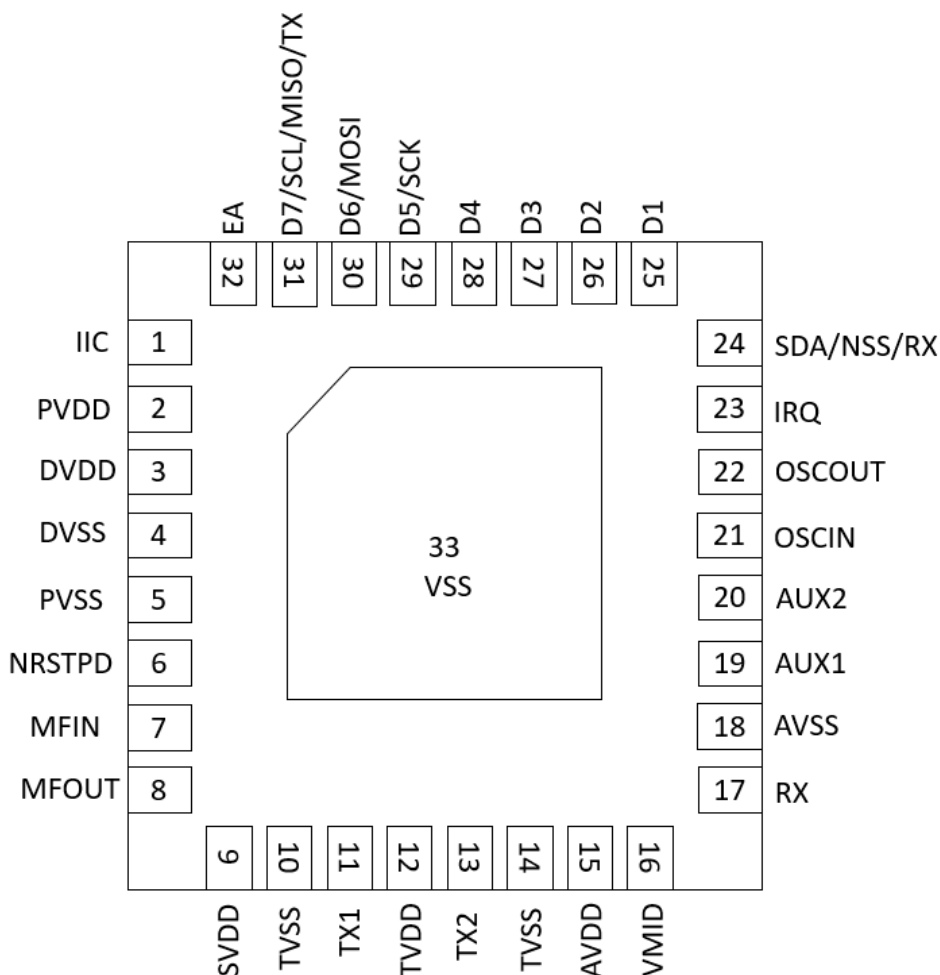 EA
D7/SCL/MISO/TX
D6/MOSI
D5/SCK
D4
D3
D2
D1
32
31
30
29
28
27
26
25
IIC 1
PVDD 2
DVDD 3
DVSS 4
PVSS 5
NRSTPD 6
MFIN 7
MFOUT 8
33
VSS
24 SDA/NSS/RX
23 IRQ
22 OSCOUT
21 OSCIN
20 AUX2
19 AUX1
18 AVSS
17 RX
9
10
11
12
13
14
15
16
SVDD
TVSS
TX1
TVDD
TX2
TVSS
AVDD
VMID